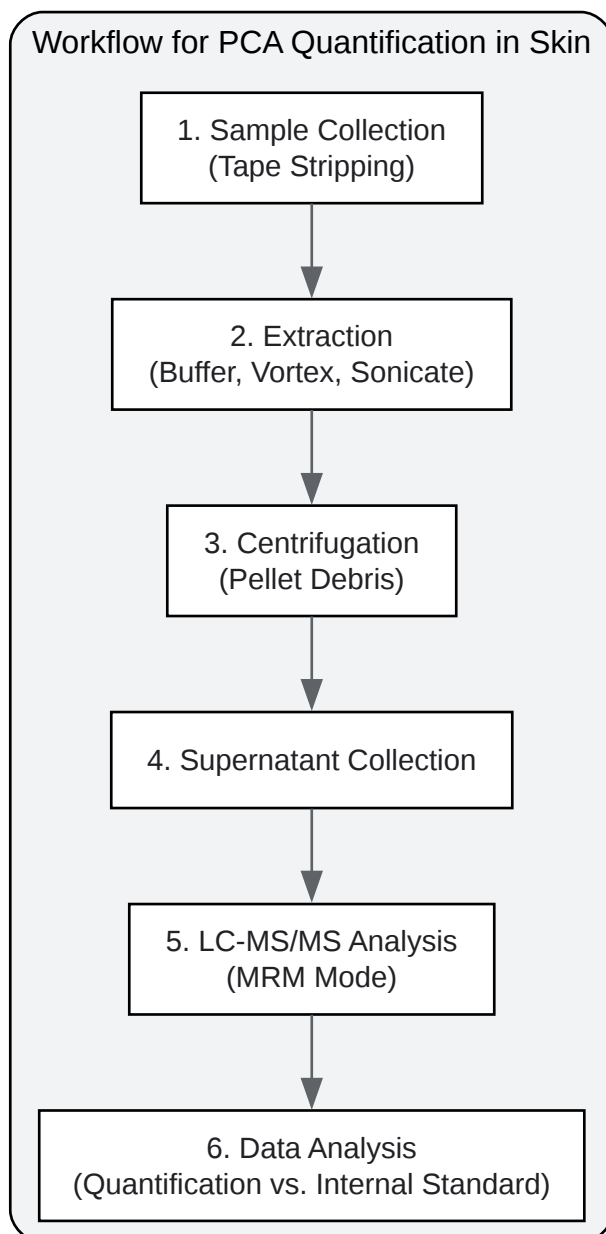 Workflow for PCA Quantification in Skin
1. Sample Collection
(Tape Stripping)
2. Extraction
(Buffer, Vortex, Sonicate)
3. Centrifugation
(Pellet Debris)
4. Supernatant Collection
5. LC-MS/MS Analysis
(MRM Mode)
6. Data Analysis
(Quantification vs. Internal Standard)